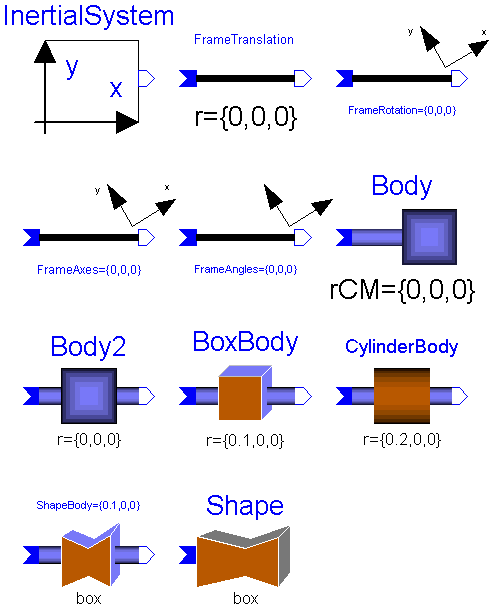 InertialSystem
y
x
FrameTranslation
r={0,0,0}
y
x
FrameRotation={0,0,0}
y
x
FrameAxes={0,0,0}
FrameAngles={0,0,0}
Body
rCM={0,0,0}
Body2
r={0,0,0}
BoxBody
r={0.1,0,0}
CylinderBody
r={0.2,0,0}
ShapeBody={0.1,0,0}
box
Shape
box